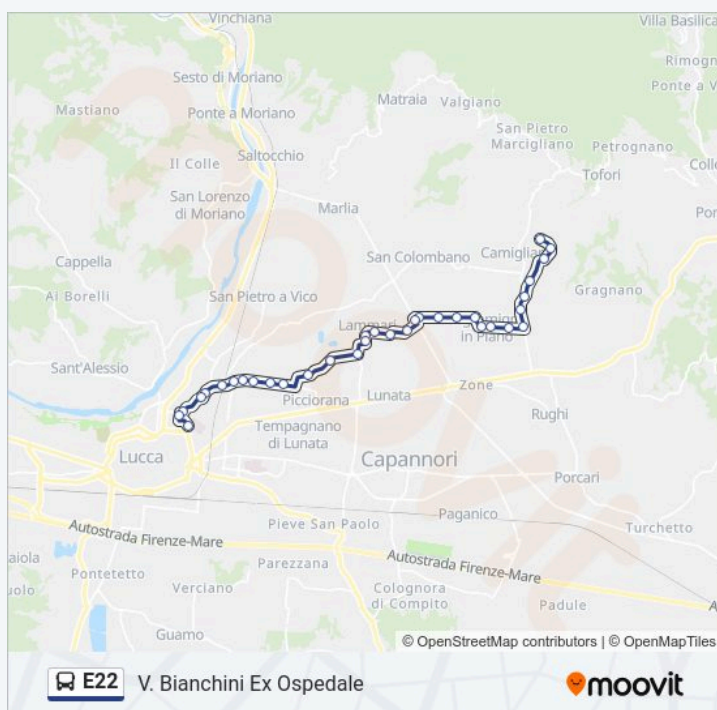 Vinchiana
Villa Basilica
Sesto di Moriano
Rimogn
Mastiano
Ponte a Moriano
Matraia
Valgiano
Ponte a V
San Pietro
Marcigliano
Petrognano
Il Colle
Saltocchio
Colle
Tofori
San Lorenzo
di Moriano
Marlia
Por
Cappella
San Colombano
Camiglian
Al Borelli
San Pietro a Vico
Gragnano
Lammari
in Piano
Sant'Alessio
Zone
Picciorana
Lunata
Rughi
Tempagnano
di Lunata
Lucca
Capannori
Porcari
Paganico
Pieve San Paolo
Turchetto
Autostrada Firenze-Mare
aiola
Autostrada Firenze-Mare
Pontetetto
Parezzana
uolo
Verciano
Colognora
di Compito
Padule
A
Guamo
© OpenStreetMap contributors | © OpenMapTiles
E22 V. Bianchini Ex Ospedale
moovit